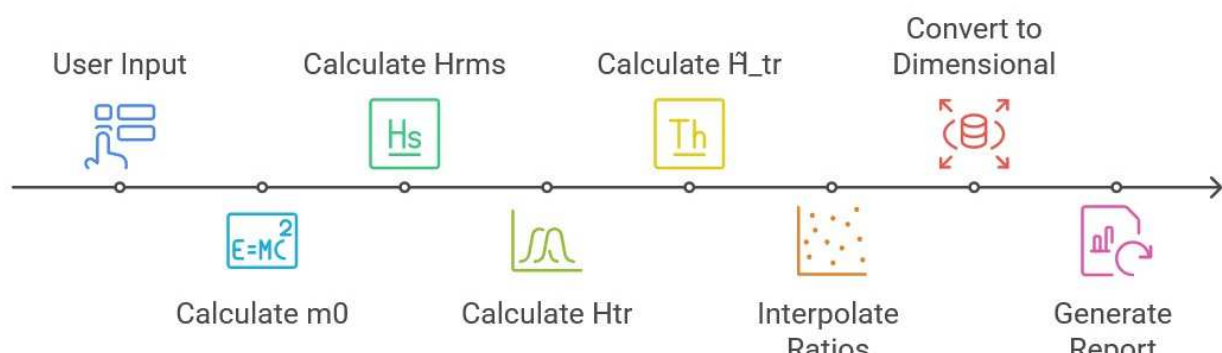 User Input
Calculate Hrms
Calculate H̃_tr
Convert to
Dimensional
Hs
Th
E=MC²
Calculate m0
Calculate Htr
Interpolate
Ratios
Generate
Report